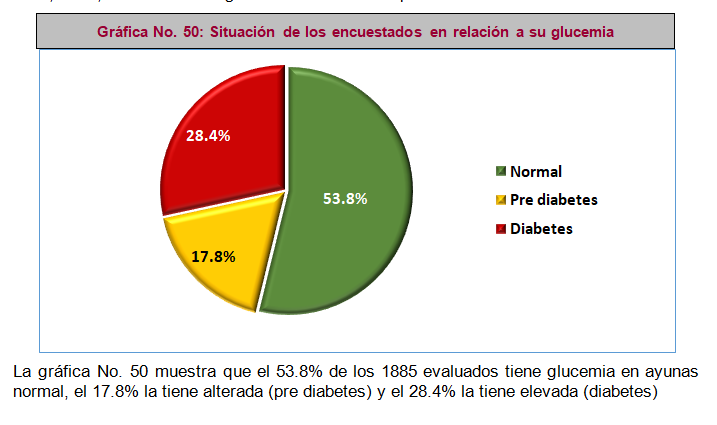 Gráfica No. 50: Situación de los encuestados en relación a su glucemia
28.4%
53.8%
17.8%
Normal
Pre diabetes
Diabetes
La gráfica No. 50 muestra que el 53.8% de los 1885 evaluados tiene glucemia en ayunas
normal, el 17.8% la tiene alterada (pre diabetes) y el 28.4% la tiene elevada (diabetes)